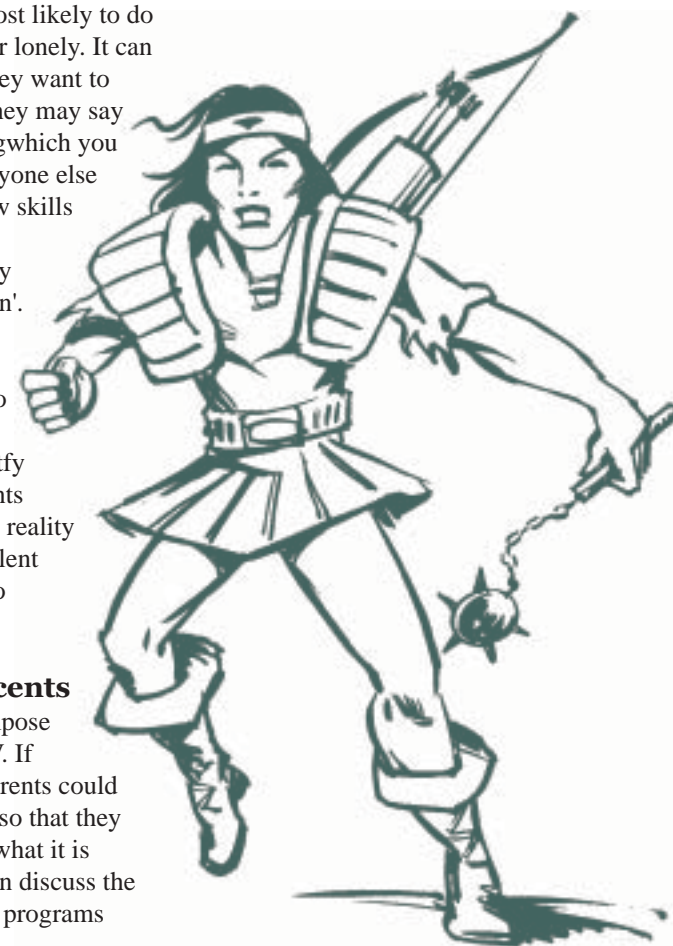 ost likely to do
r lonely. It can
ey want to
hey may say
gwhich you
yone else
w skills
y
n'.
o
tfy
nts
reality
lent
o
cents
pose
V. If
rents could
so that they
what it is
n discuss the
programs